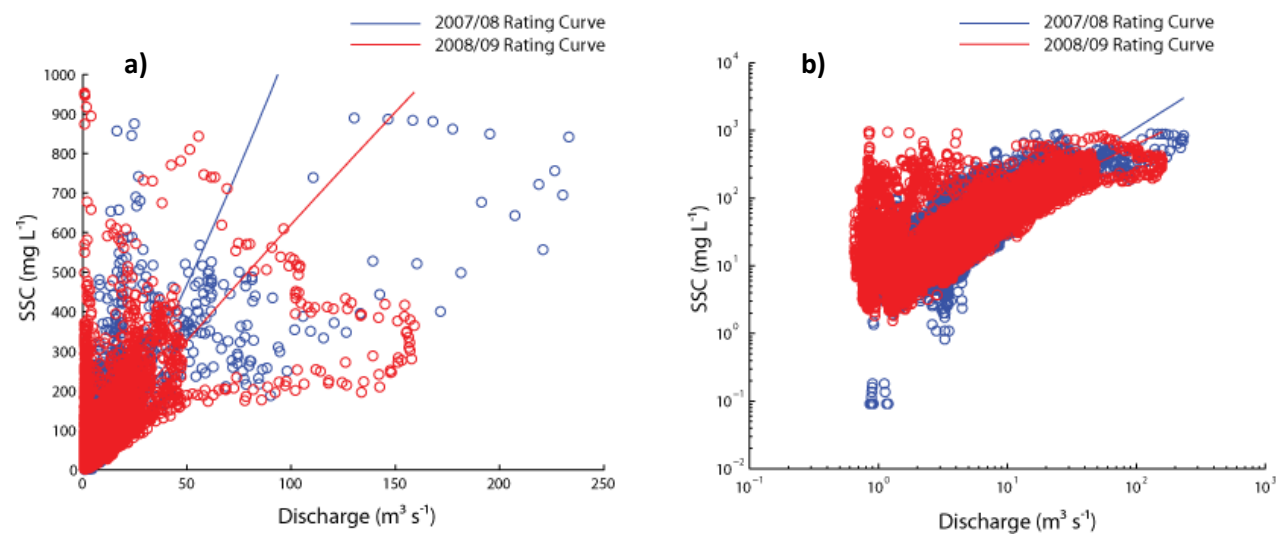 2007/08 Rating Curve
2008/09 Rating Curve
a)
SSC (mg L⁻¹)
1000
900
800
700
600
500
400
300
200
100
0
0 50 100 150 200 250
Discharge (m³ s⁻¹)
2007/08 Rating Curve
2008/09 Rating Curve
b)
SSC (mg L⁻¹)
10⁴
10³
10²
10¹
10⁰
10⁻¹
10⁻²
10⁻¹ 10⁰ 10¹ 10² 10³
Discharge (m³ s⁻¹)